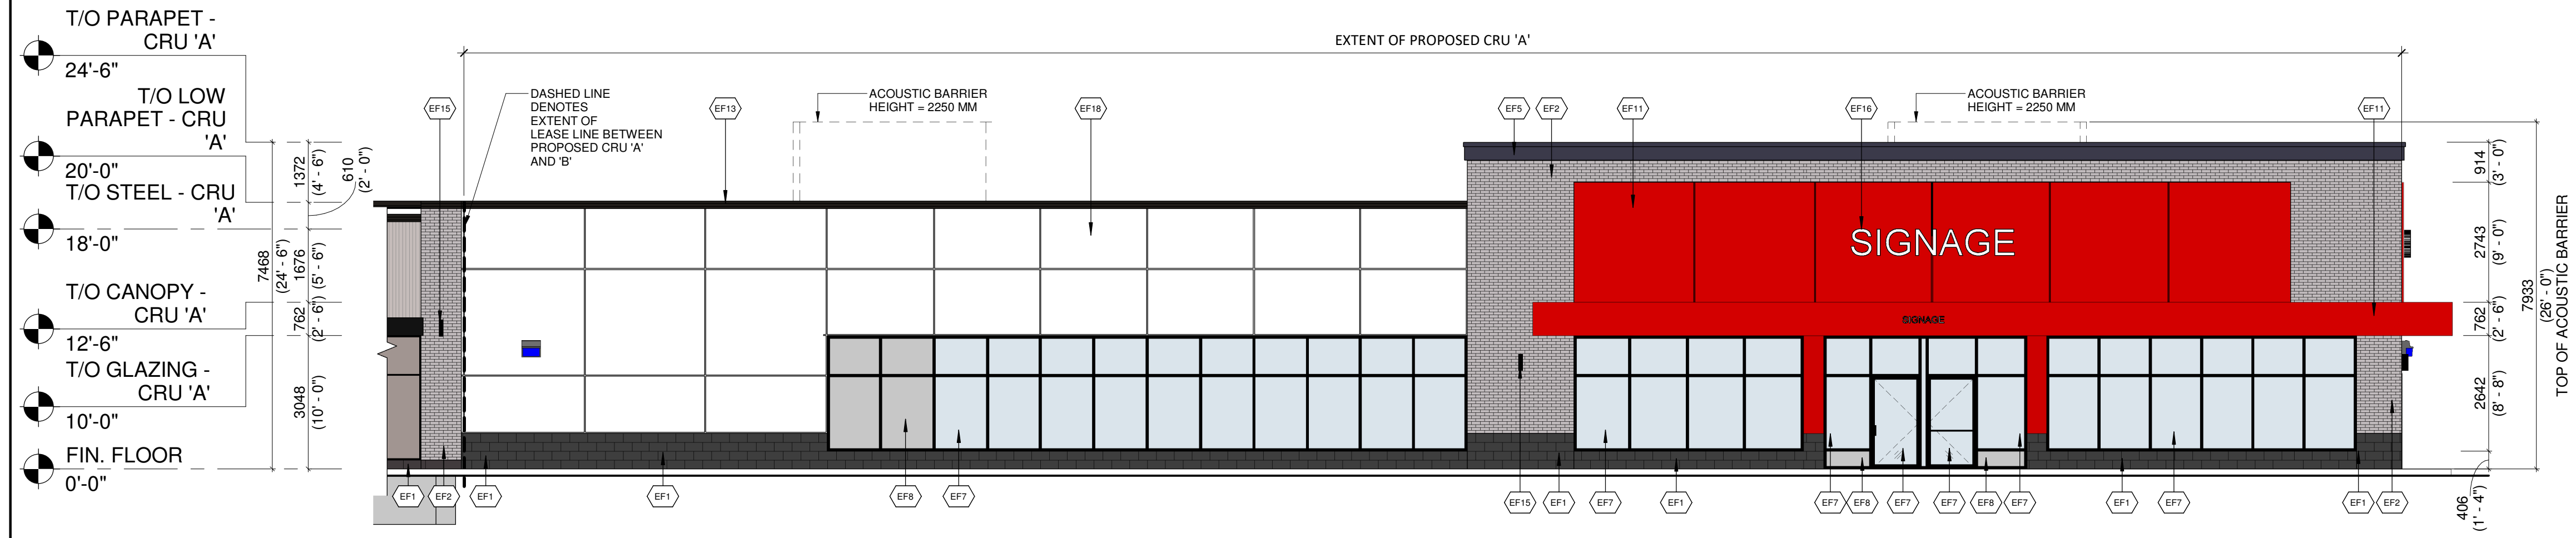 T/O PARAPET -
CRU 'A'
24'-6"
T/O LOW
PARAPET - CRU
'A'
20'-0"
T/O STEEL - CRU
'A'
18'-0"
T/O CANOPY -
CRU 'A'
12'-6"
T/O GLAZING -
CRU 'A'
10'-0"
FIN. FLOOR
0'-0"
7468
(24' - 6")
1372
(4' - 6")
610
(2' - 0")
1676
(5' - 6")
762
(2' - 6")
3048
(10' - 0")
EXTENT OF PROPOSED CRU 'A'
EF15
DASHED LINE
DENOTES
EXTENT OF
LEASE LINE BETWEEN
PROPOSED CRU 'A'
AND 'B'
EF13
ACOUSTIC BARRIER
HEIGHT = 2250 MM
EF18
EF5
EF2
EF11
EF16
ACOUSTIC BARRIER
HEIGHT = 2250 MM
EF11
SIGNAGE
SIGNAGE
EF1
EF2
EF1
EF1
EF8
EF7
EF15
EF1
EF7
EF1
EF7
EF8
EF7
EF7
EF8
EF7
EF1
EF7
EF1
EF2
914
(3' - 0")
2743
(9' - 0")
762
(2' - 6")
2642
(8' - 8")
406
(1' - 4")
7933
(26' - 0")
TOP OF ACOUSTIC BARRIER